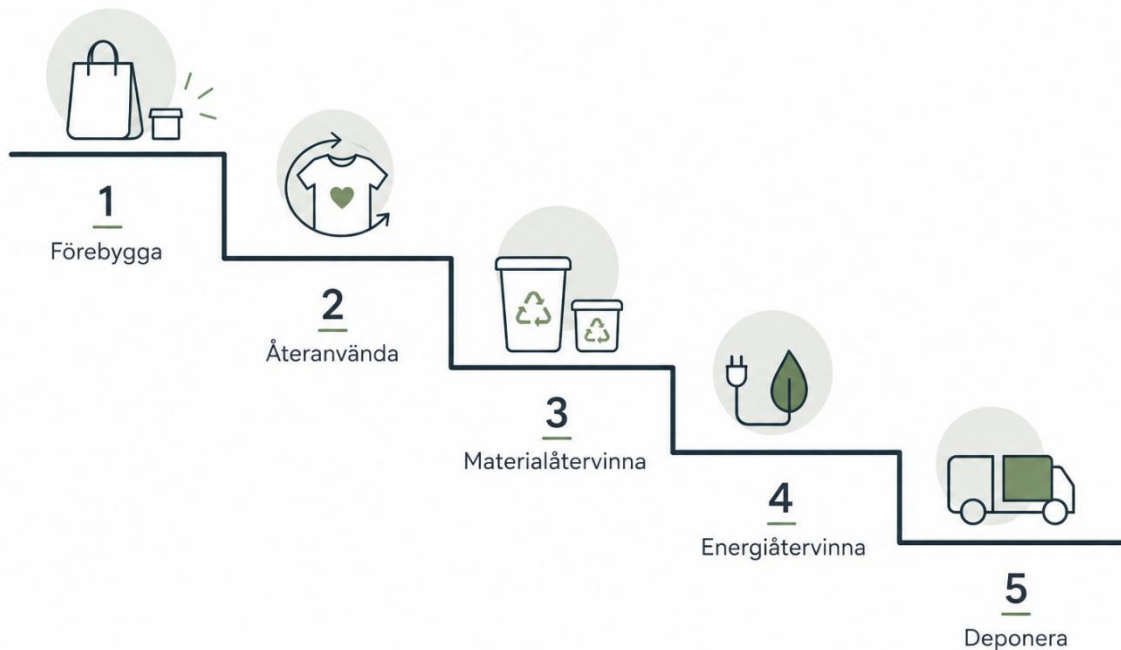 1
Förebygga
2
Återanvända
3
Materialåtervinna
4
Energiåtervinna
5
Deponera